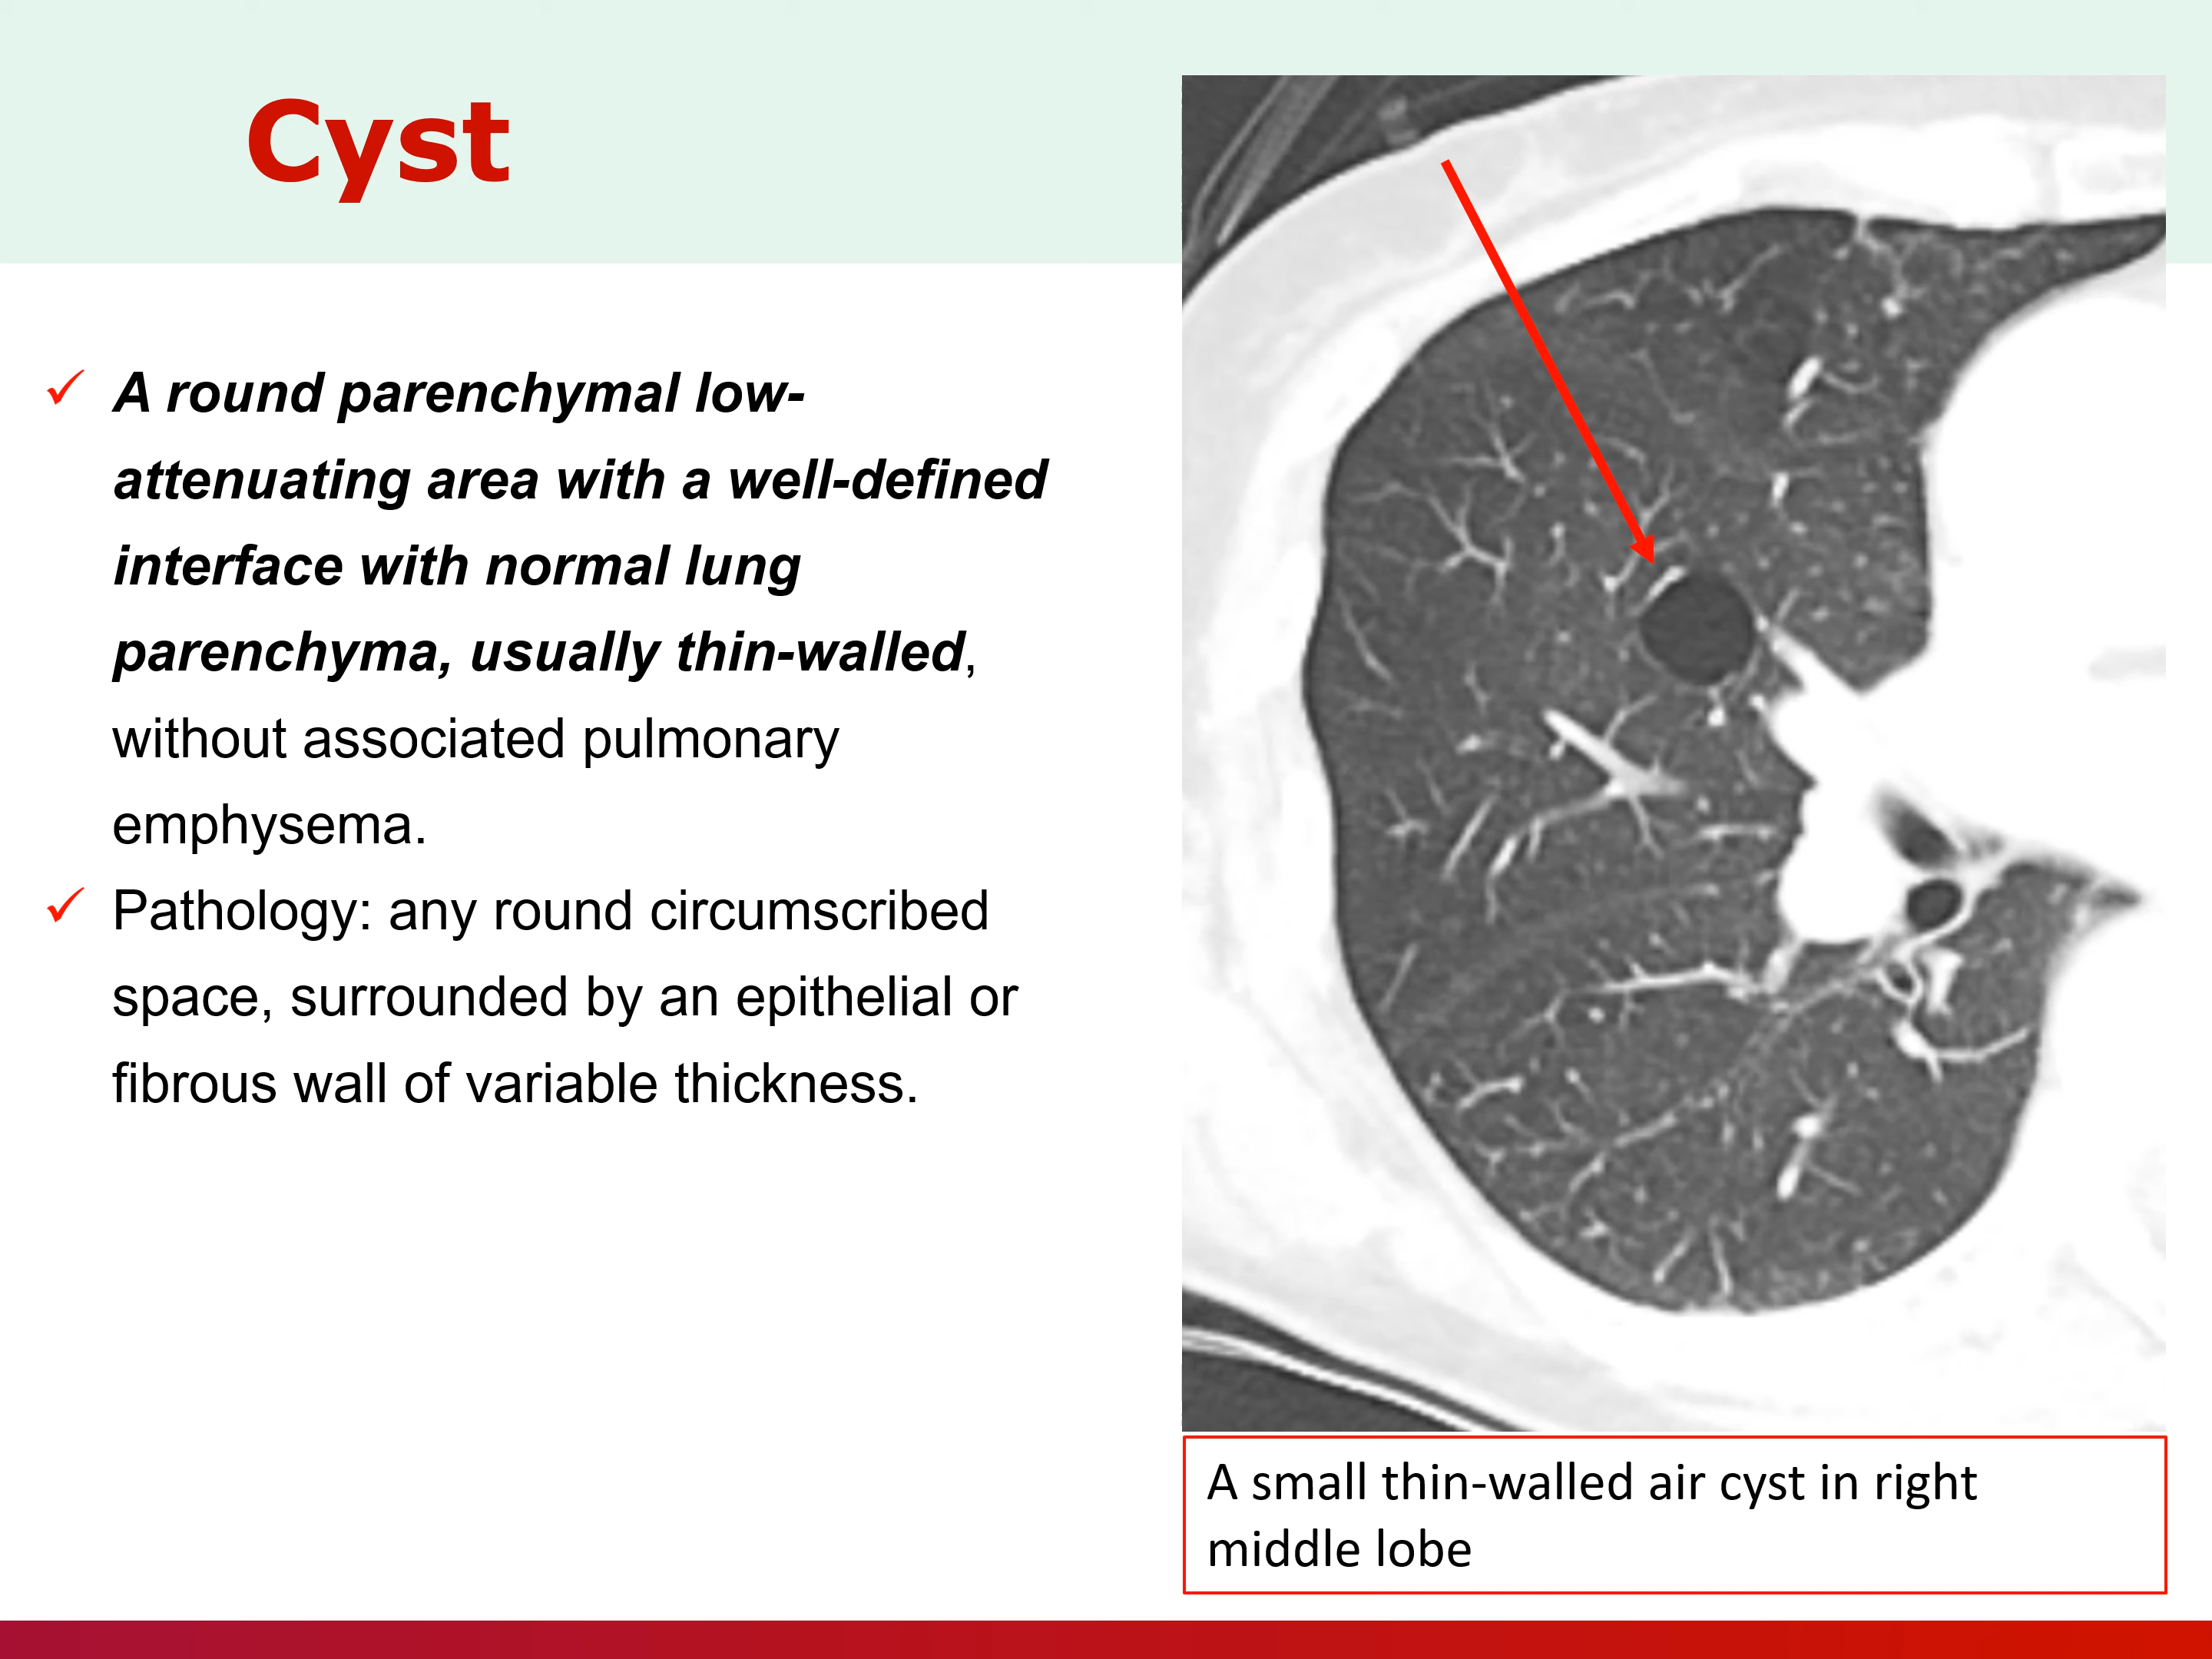 Cyst
A round parenchymal low-
attenuating area with a well-defined
interface with normal lung
parenchyma, usually thin-walled,
without associated pulmonary
emphysema.
Pathology: any round circumscribed
space, surrounded by an epithelial or
fibrous wall of variable thickness.
A small thin-walled air cyst in right
middle lobe